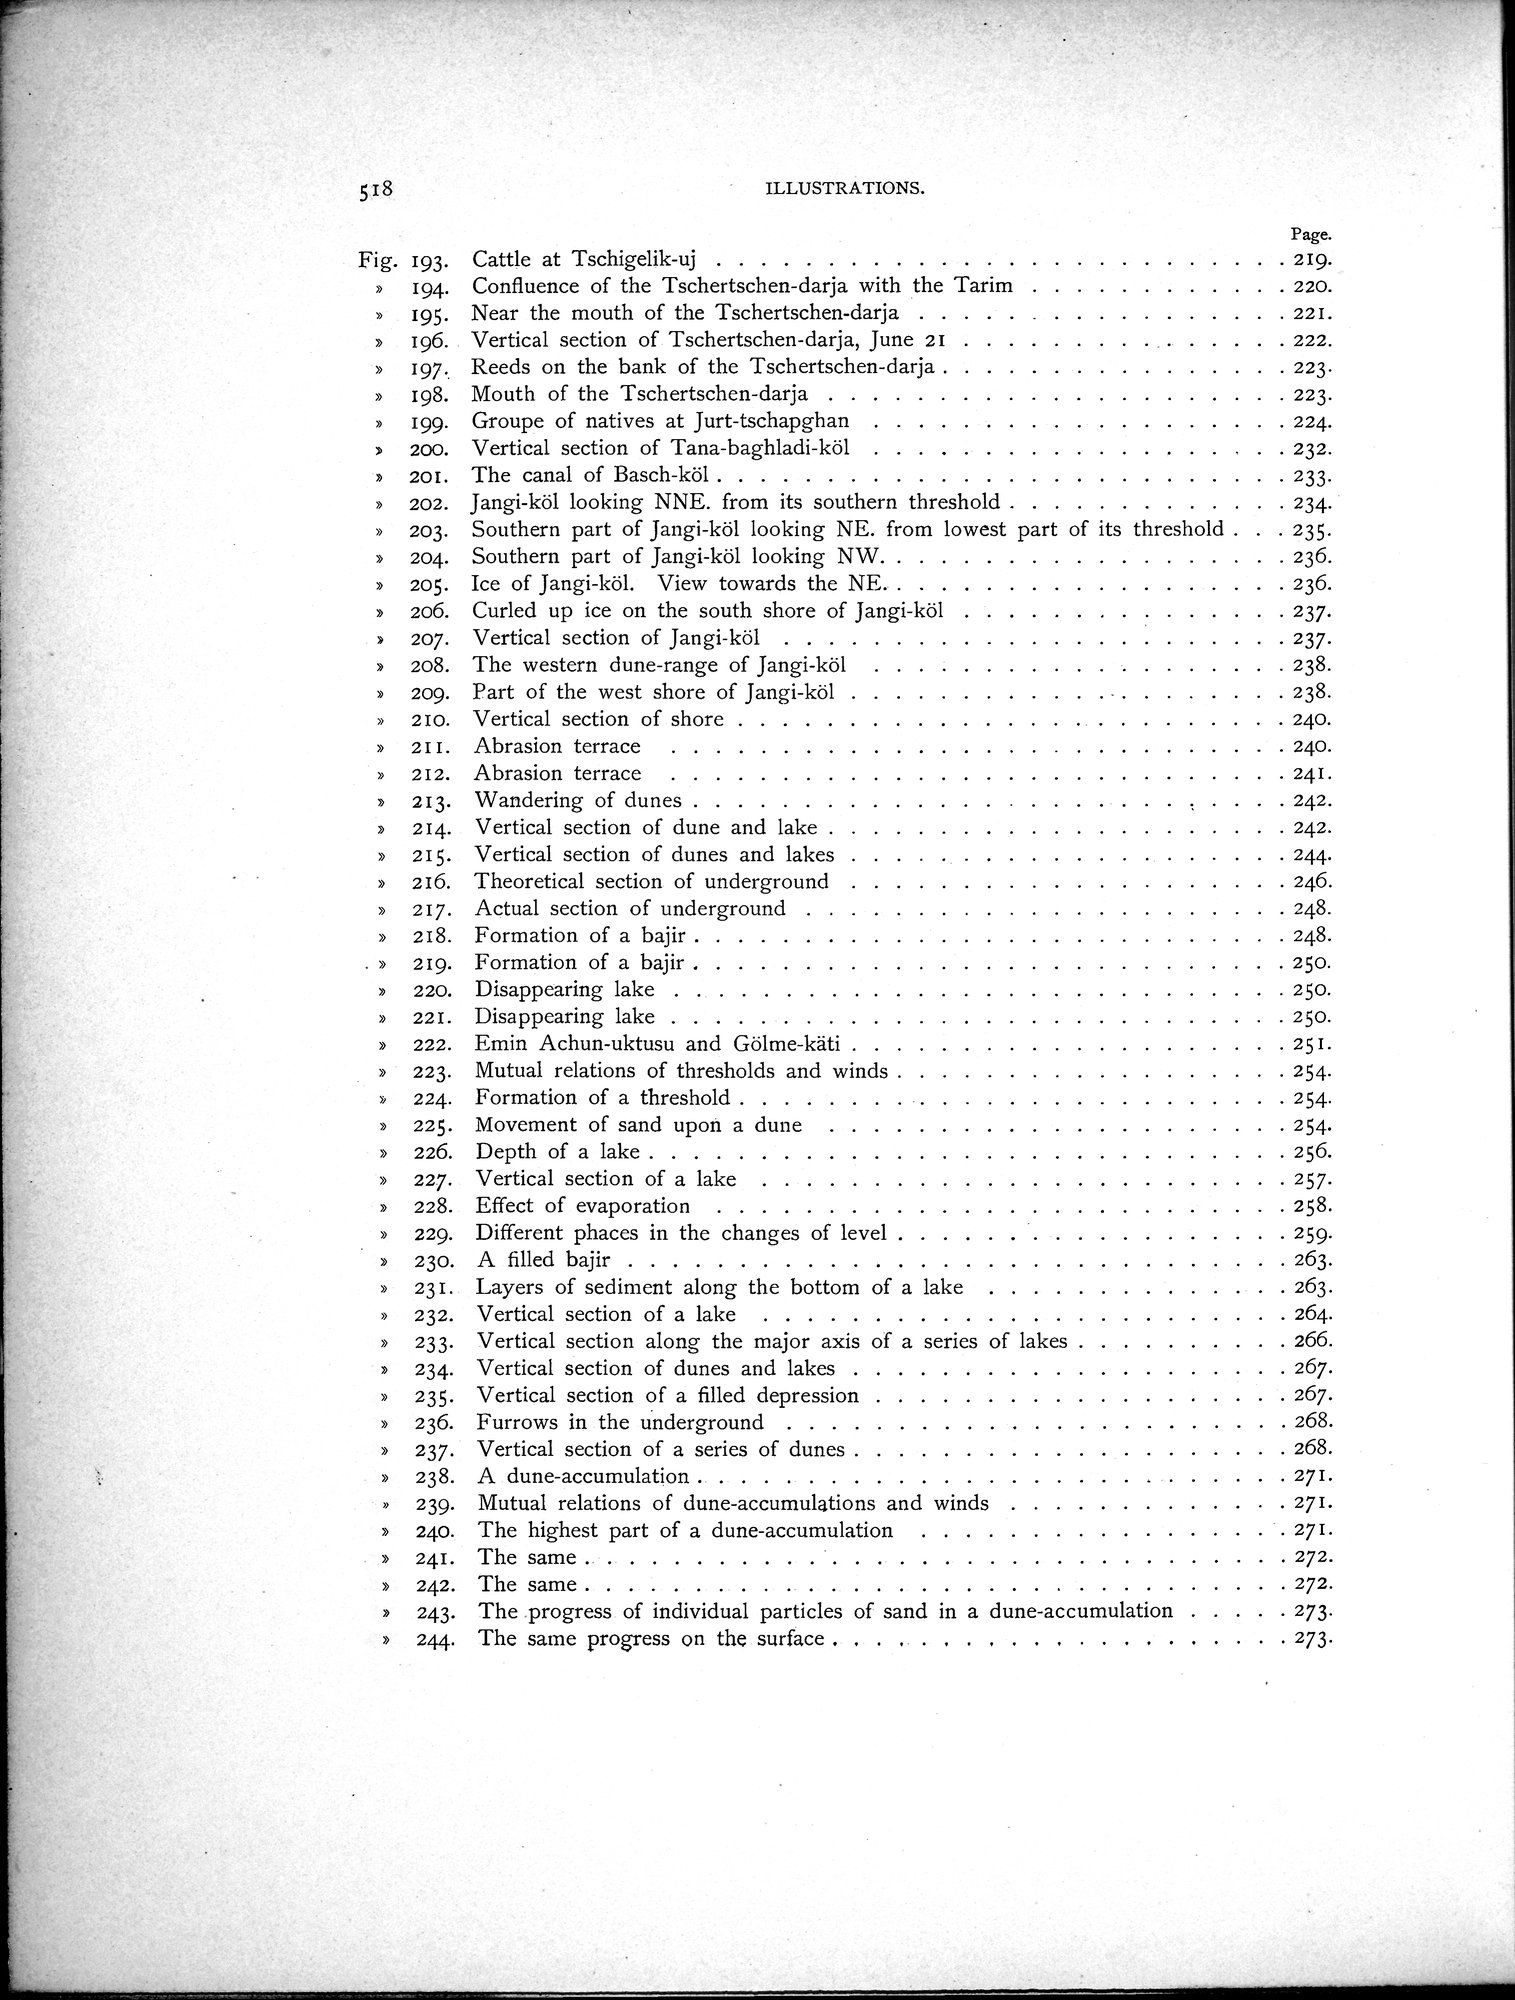 518 ILLUSTRATIONS.
Page.
Fig. 193. Cattle at Tschigelik-uj . . . . . . . . . . 219.
» 194. Confluence of the Tschertschen-darja with the Tarim . . . . . . . . . . 220.
» 195. Near the mouth of the Tschertschen-darja . . . . . . . . . . 221.
» 196. Vertical section of Tschertschen-darja, June 21 . . . . . . . . . . 222.
» 197. Reeds on the bank of the Tschertschen-darja . . . . . . . . . . 223.
» 198. Mouth of the Tschertschen-darja . . . . . . . . . . 223.
» 199. Groupe of natives at Jurt-tschapghan . . . . . . . . . . 224.
» 200. Vertical section of Tana-baghladi-köl . . . . . . . . . . 232.
» 201. The canal of Basch-köl . . . . . . . . . . 233.
» 202. Jangi-köl looking NNE. from its southern threshold . . . . . . . . . . 234.
» 203. Southern part of Jangi-köl looking NE. from lowest part of its threshold . . . 235.
» 204. Southern part of Jangi-köl looking NW. . . . . . . . . . . 236.
» 205. Ice of Jangi-köl. View towards the NE. . . . . . . . . . . 236.
» 206. Curled up ice on the south shore of Jangi-köl . . . . . . . . . . 237.
» 207. Vertical section of Jangi-köl . . . . . . . . . . 237.
» 208. The western dune-range of Jangi-köl . . . . . . . . . . 238.
» 209. Part of the west shore of Jangi-köl . . . . . . . . . . 238.
» 210. Vertical section of shore . . . . . . . . . . 240.
» 211. Abrasion terrace . . . . . . . . . . 240.
» 212. Abrasion terrace . . . . . . . . . . 241.
» 213. Wandering of dunes . . . . . . . . . . 242.
» 214. Vertical section of dune and lake . . . . . . . . . . 242.
» 215. Vertical section of dunes and lakes . . . . . . . . . . 244.
» 216. Theoretical section of underground . . . . . . . . . . 246.
» 217. Actual section of underground . . . . . . . . . . 248.
» 218. Formation of a bajir . . . . . . . . . . 248.
» 219. Formation of a bajir . . . . . . . . . . 250.
» 220. Disappearing lake . . . . . . . . . . 250.
» 221. Disappearing lake . . . . . . . . . . 250.
» 222. Emin Achun-uktusu and Gölme-käti . . . . . . . . . . 251.
» 223. Mutual relations of thresholds and winds . . . . . . . . . . 254.
» 224. Formation of a threshold . . . . . . . . . . 254.
» 225. Movement of sand upon a dune . . . . . . . . . . 254.
» 226. Depth of a lake . . . . . . . . . . 256.
» 227. Vertical section of a lake . . . . . . . . . . 257.
» 228. Effect of evaporation . . . . . . . . . . 258.
» 229. Different phaces in the changes of level . . . . . . . . . . 259.
» 230. A filled bajir . . . . . . . . . . 263.
» 231. Layers of sediment along the bottom of a lake . . . . . . . . . . 263.
» 232. Vertical section of a lake . . . . . . . . . . 264.
» 233. Vertical section along the major axis of a series of lakes . . . . . . . . . . 266.
» 234. Vertical section of dunes and lakes . . . . . . . . . . 267.
» 235. Vertical section of a filled depression . . . . . . . . . . 267.
» 236. Furrows in the underground . . . . . . . . . . 268.
» 237. Vertical section of a series of dunes . . . . . . . . . . 268.
» 238. A dune-accumulation . . . . . . . . . . 271.
» 239. Mutual relations of dune-accumulations and winds . . . . . . . . . . 271.
» 240. The highest part of a dune-accumulation . . . . . . . . . . 271.
» 241. The same . . . . . . . . . . 272.
» 242. The same . . . . . . . . . . 272.
» 243. The progress of individual particles of sand in a dune-accumulation . . . . . 273.
» 244. The same progress on the surface . . . . . . . . . . 273.